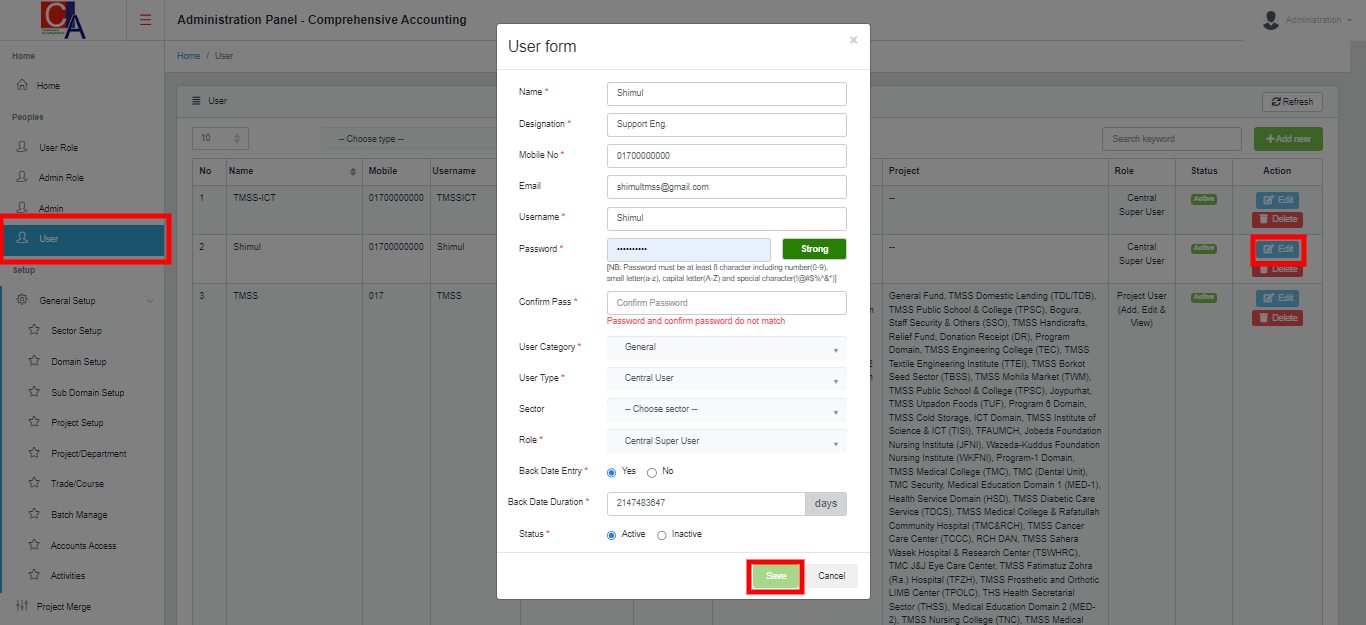 CA
Administration Panel - Comprehensive Accounting
Administration
Home
Home
Peoples
User Role
Admin Role
Admin
User
Setup
General Setup
Sector Setup
Domain Setup
Sub Domain Setup
Project Setup
Project/Department
Trade/Course
Batch Manage
Accounts Access
Activities
Project Merge
Home / User
User
Refresh
10
-- Choose type --
Search keyword
Add new
No Name Mobile Username Project Role Status Action
1 TMSS-ICT 01700000000 TMSSICT -- Central Super User Active Edit Delete
2 Shimul 01700000000 Shimul -- Central Super User Active Edit Delete
3 TMSS 017 TMSS
General Fund, TMSS Domestic Lending (TDL/TDB),
TMSS Public School & College (TPSC), Bogura,
Staff Security & Others (SSO), TMSS Handicrafts,
Relief Fund, Donation Receipt (DR), Program
Domain, TMSS Engineering College (TEC), TMSS
Textile Engineering Institute (TTEI), TMSS Borkot
Seed Sector (TBSS), TMSS Mohila Market (TWM),
TMSS Public School & College (TPSC), Joypurhat,
TMSS Utpadon Foods (TUF), Program 6 Domain,
TMSS Cold Storage, ICT Domain, TMSS Institute of
Science & ICT (TISI), TFAUMCH, Jobeda Foundation
Nursing Institute (JFNI), Wazeda-Kuddus Foundation
Nursing Institute (WKFNI), Program-1 Domain,
TMSS Medical College (TMC), TMC (Dental Unit),
TMC Security, Medical Education Domain 1 (MED-1),
Health Service Domain (HSD), TMSS Diabetic Care
Service (TDCS), TMSS Medical College & Rafatullah
Community Hospital (TMC&RCH), TMSS Cancer
Care Center (TCCC), RCH DAN, TMSS Sahera
Wasek Hospital & Research Center (TSWHRC),
TMC J&J Eye Care Center, TMSS Fatimatuz Zohra
(Ra.) Hospital (TFZH), TMSS Prosthetic and Orthotic
LIMB Center (TPOLC), THS Health Secretarial
Sector (THSS), Medical Education Domain 2 (MED-
2), TMSS Nursing College (TNC), TMSS Medical
Project User
(Add, Edit &
View)
Active
Edit
Delete
User form
×
Name * Shimul
Designation * Support Eng.
Mobile No * 01700000000
Email shimultmss@gmail.com
Username * Shimul
Password * •••••••••• Strong
[NB: Password must be at least 8 character including number(0-9),
small letter(a-z), capital letter(A-Z) and special character(!@#$%^&*)]
Confirm Pass * Confirm Password
Password and confirm password do not match
User Category * General
User Type * Central User
Sector -- Choose sector --
Role * Central Super User
Back Date Entry * Yes No
Back Date Duration * 2147483647 days
Status * Active Inactive
Save Cancel